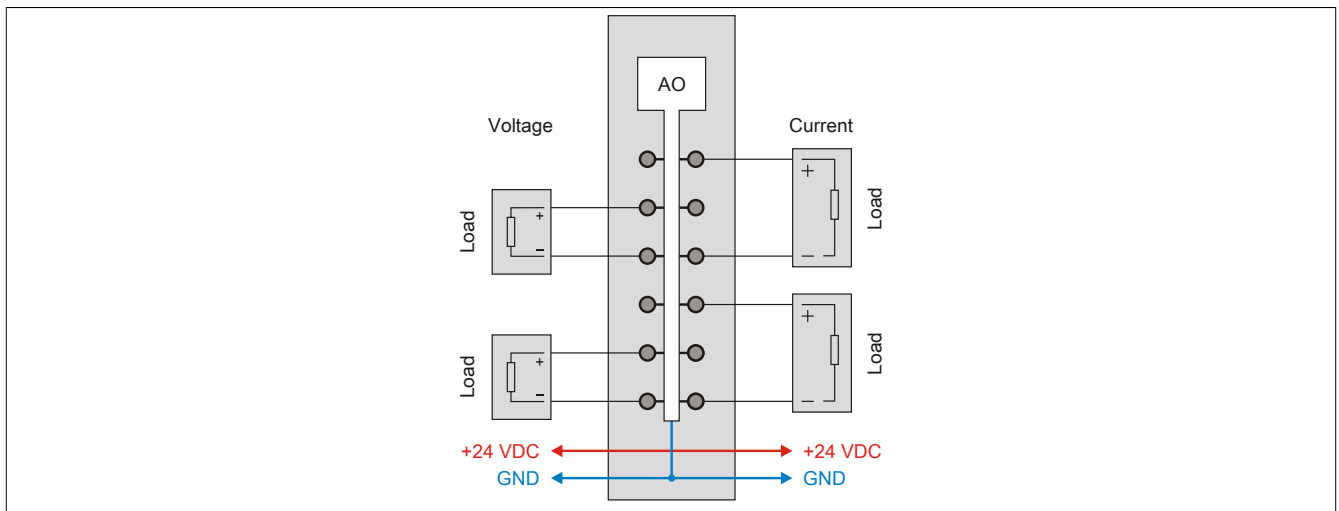 AO
Voltage
Current
Load
+
-
+
-
Load
Load
+
-
+
-
Load
+24 VDC
+24 VDC
GND
GND